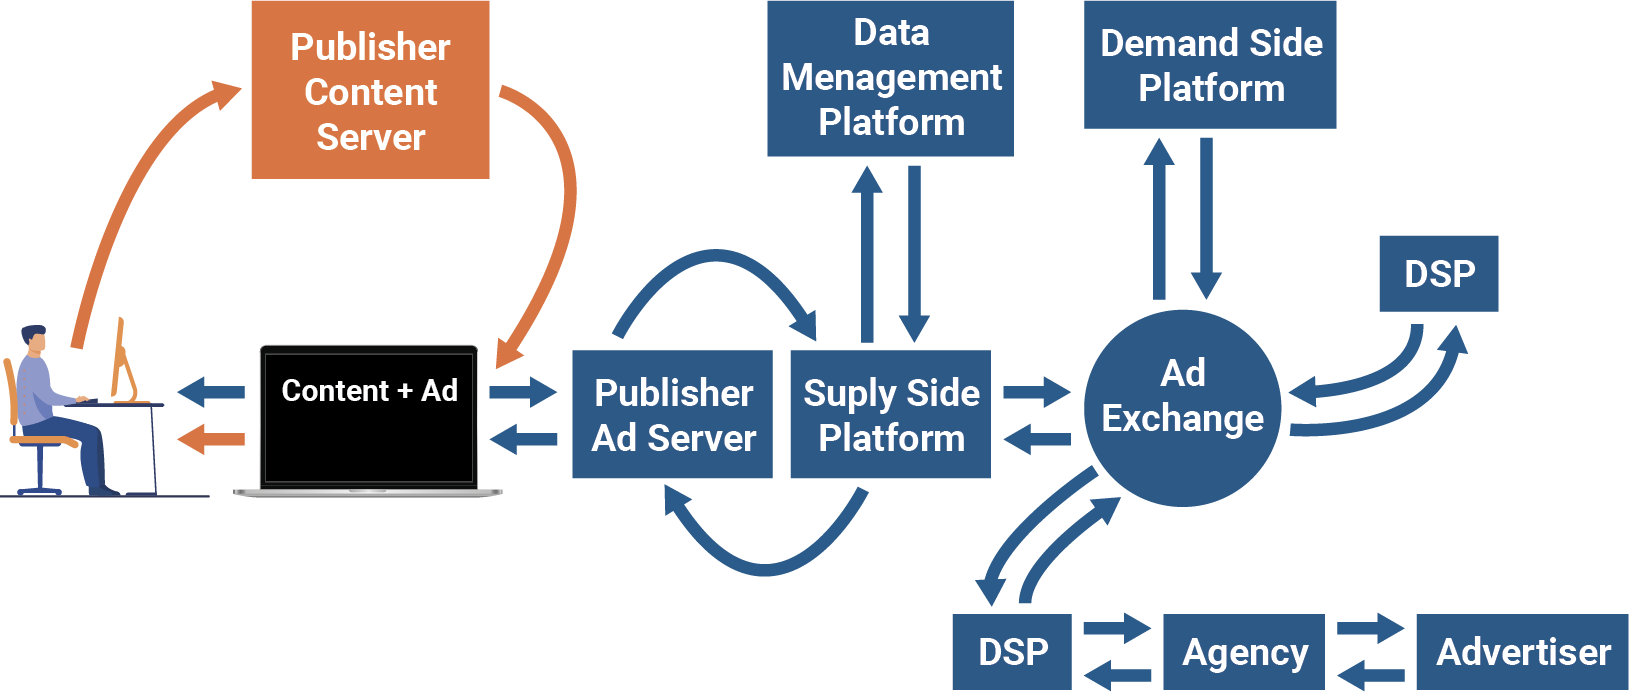 Publisher
Content
Server
Data
Menagement
Platform
Demand Side
Platform
DSP
Content + Ad
Publisher
Ad Server
Suply Side
Platform
Ad
Exchange
DSP
Agency
Advertiser